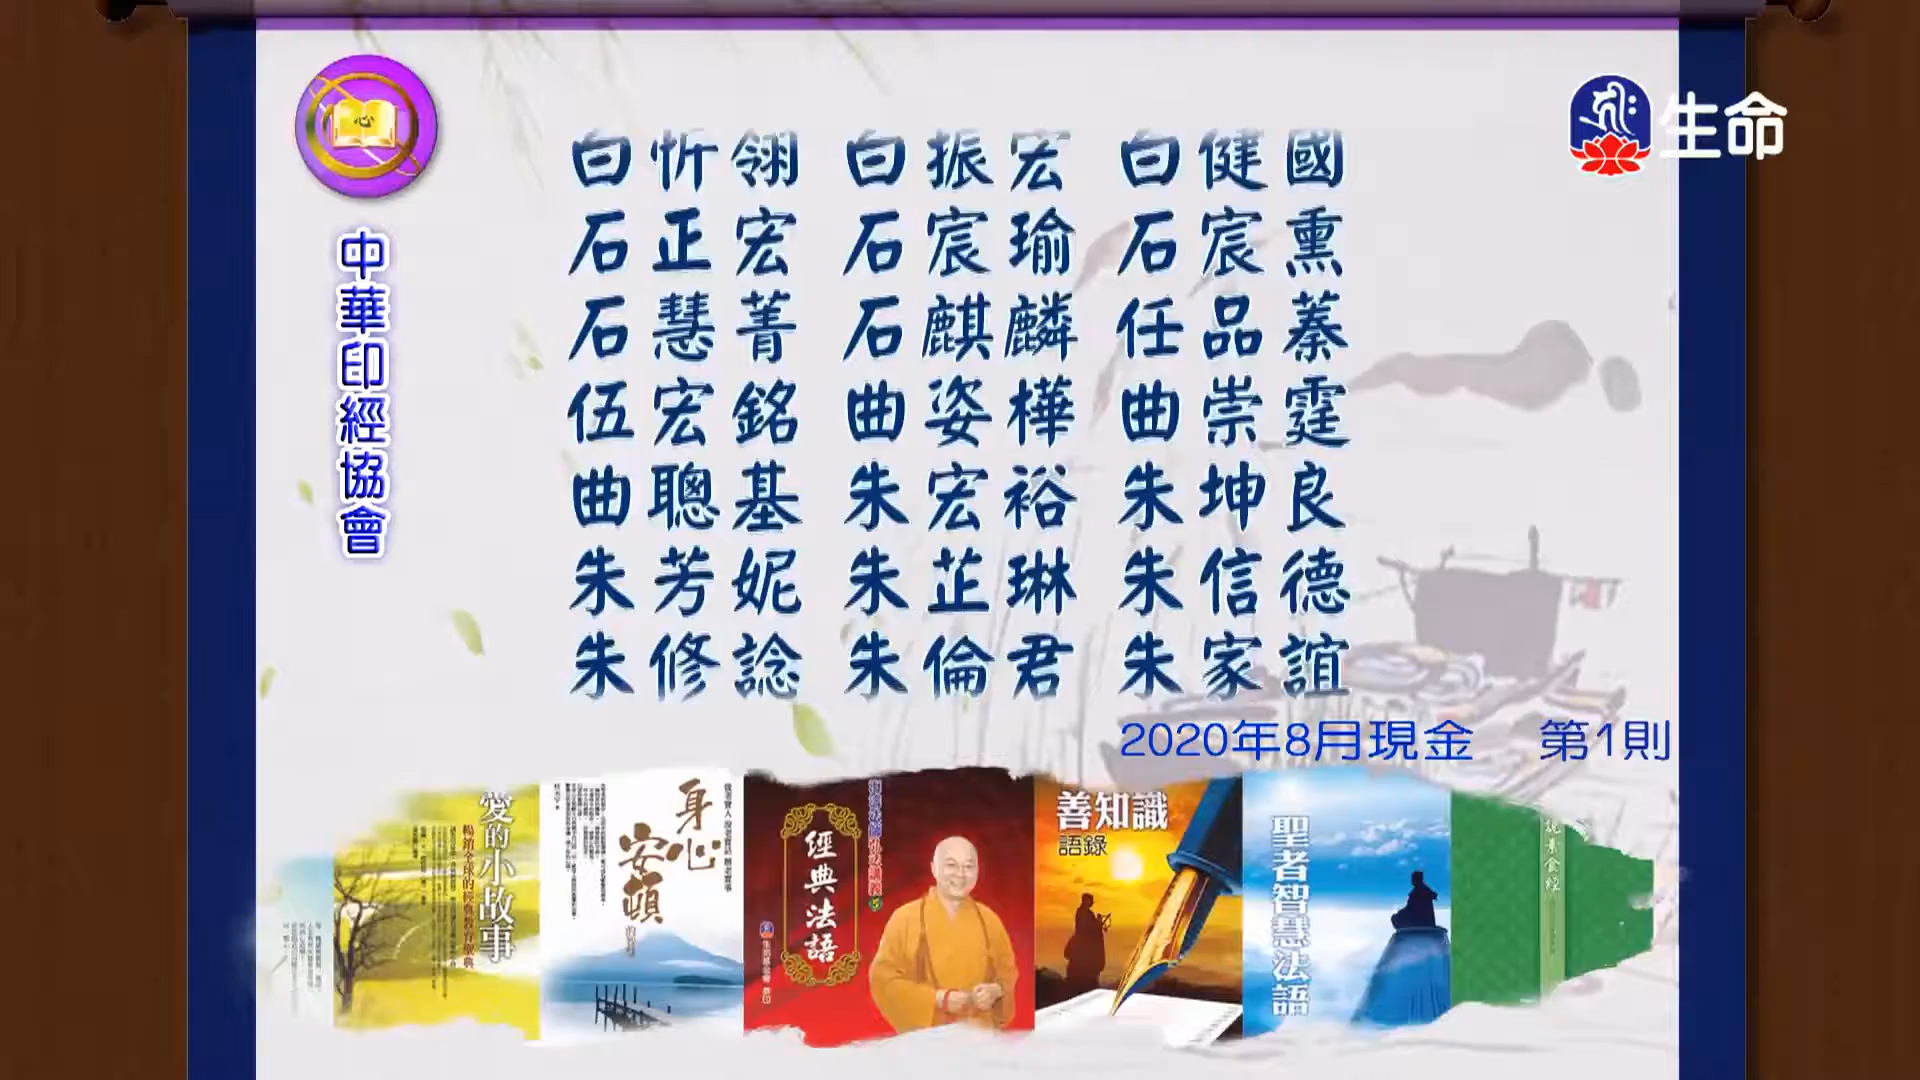 心
生命
中華印經協會
白忻翎 白振宏 白健國
石正宏 石宸瑜 石宸熏
石慧菁 石麒麟 任品蓁
伍宏銘 曲姿樺 曲崇霆
曲聰基 朱宏裕 朱坤良
朱芳妮 朱芷琳 朱信德
朱修諗 朱倫君 朱家誼
2020年8月現金 第1則
愛的小故事
身心安頓
經典法語
善知識
語錄
聖者智慧法語